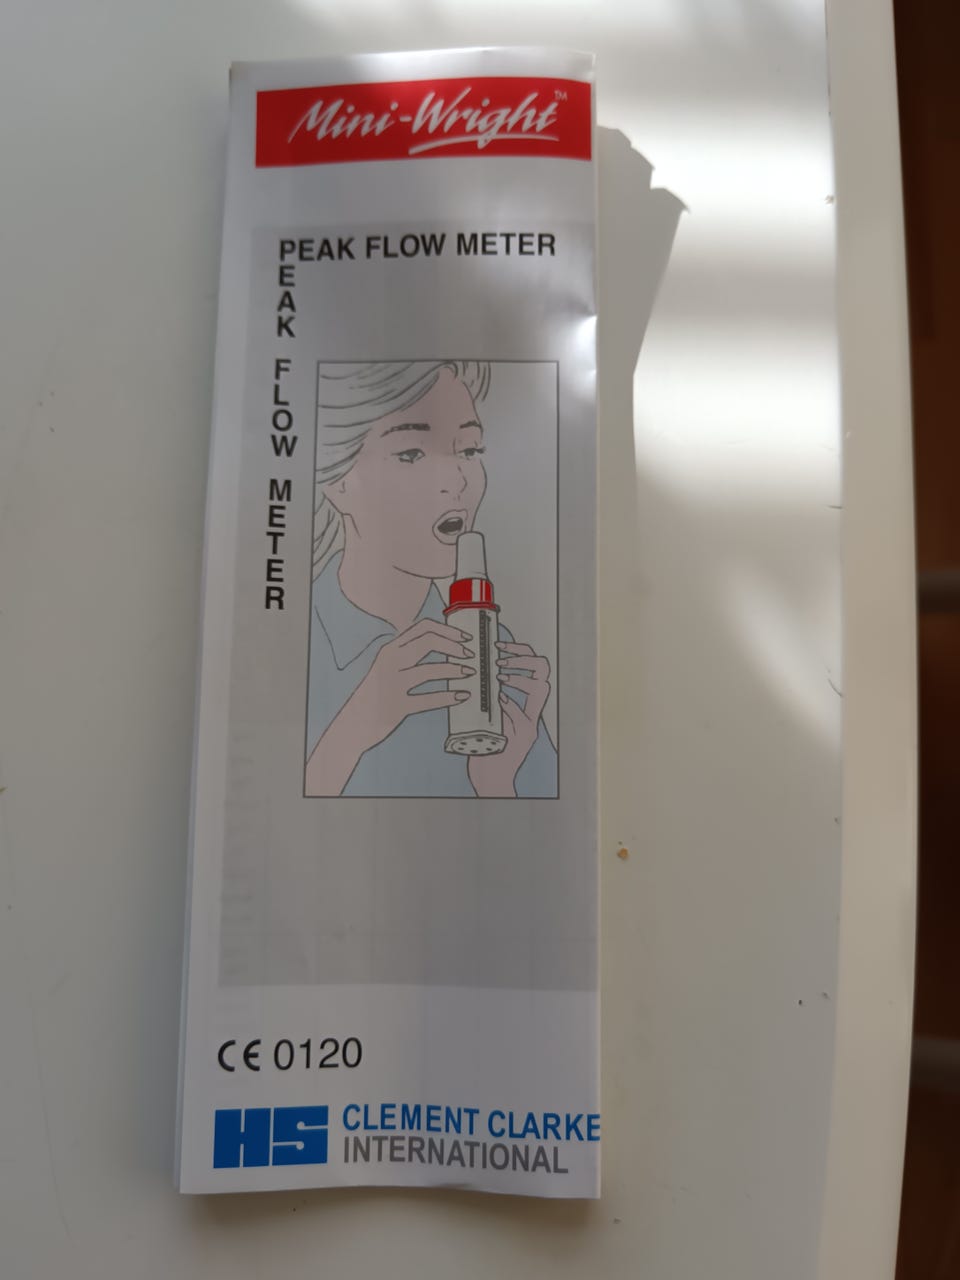 Mini-Wright™
PEAK FLOW METER
PEAK FLOW METER
CE 0120
HS CLEMENT CLARKE
INTERNATIONAL